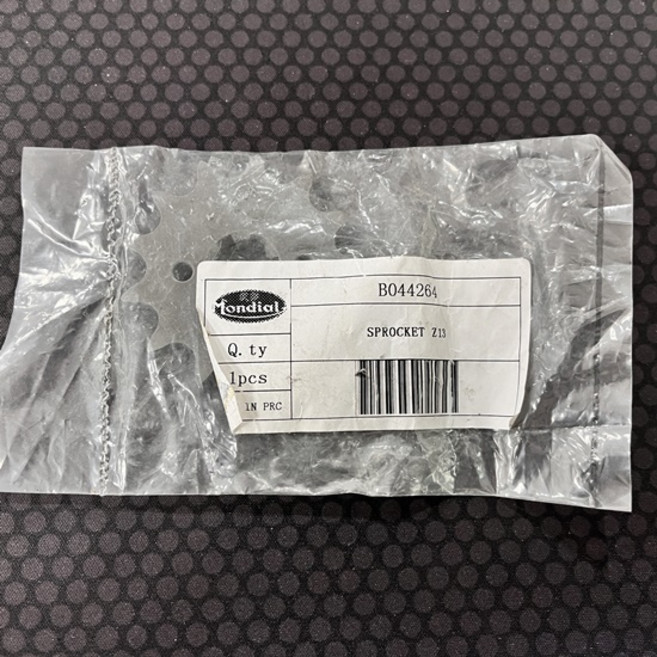 Mondial
B044264
SPROCKET Z13
Q.ty
1pcs
IN PRC